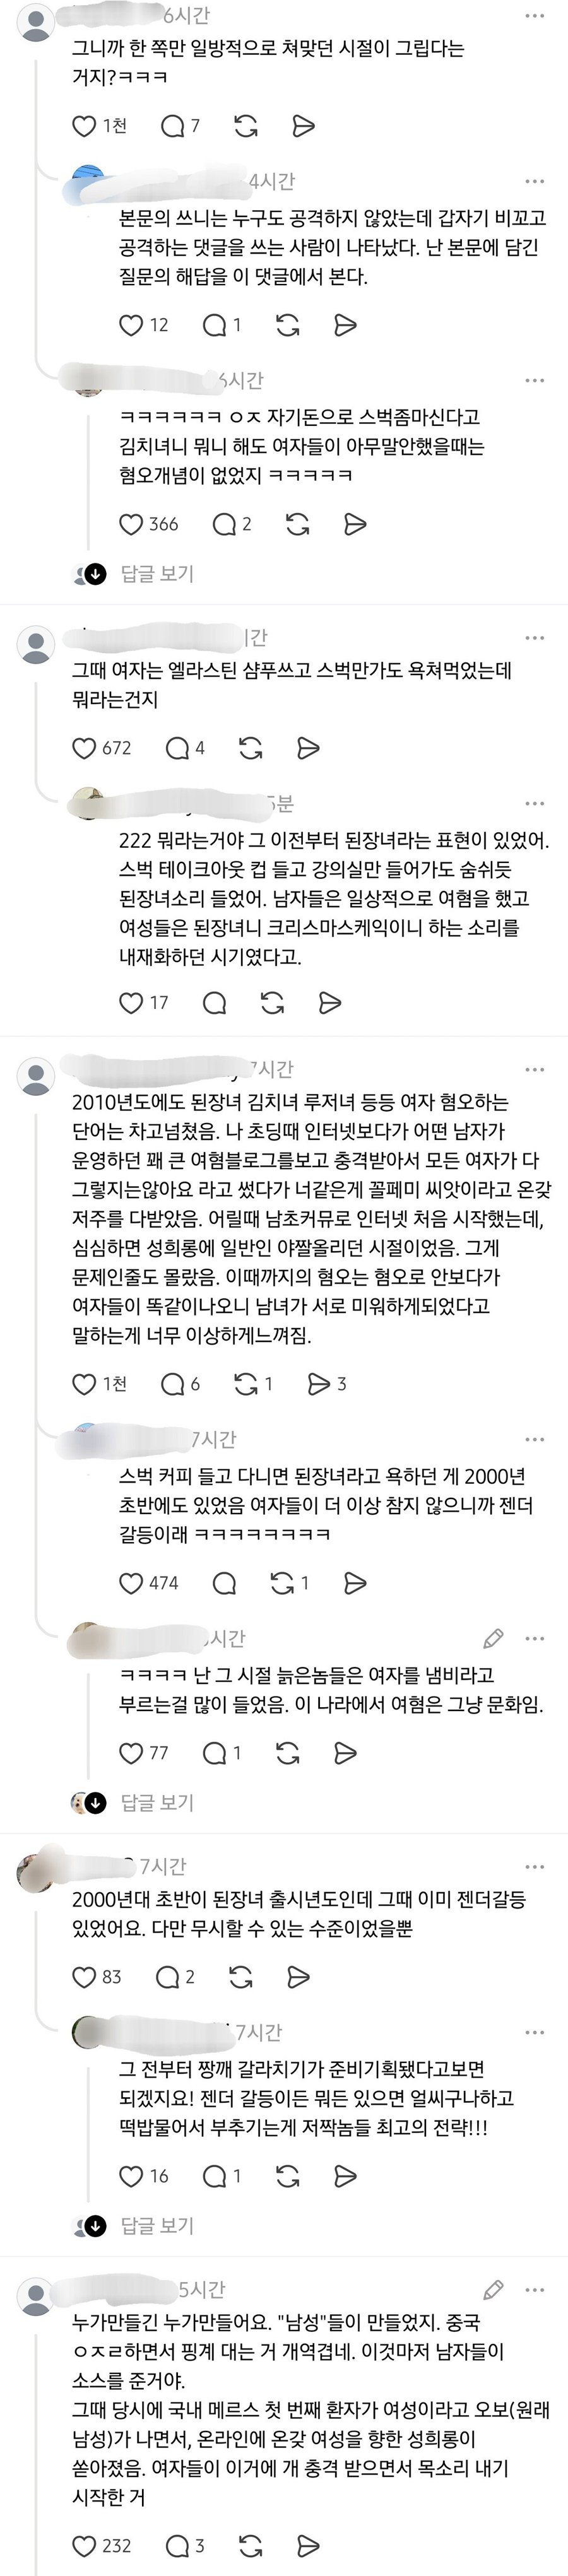 6시간
그니까 한 쪽만 일방적으로 쳐맞던 시절이 그립다는
거지?ㅋㅋㅋ
1천 7
4시간
본문의 쓰니는 누구도 공격하지 않았는데 갑자기 비꼬고
공격하는 댓글을 쓰는 사람이 나타났다. 난 본문에 담긴
질문의 해답을 이 댓글에서 본다.
12 1
6시간
ㅋㅋㅋㅋㅋㅋ ㅇㅈ 자기돈으로 스벅좀마신다고
김치녀니 뭐니 해도 여자들이 아무말안했을때는
혐오개념이 없었지 ㅋㅋㅋㅋㅋ
366 2
답글 보기
그때 여자는 엘라스틴 샴푸쓰고 스벅만가도 욕쳐먹었는데
뭐라는건지
672 4
222 뭐라는거야 그 이전부터 된장녀라는 표현이 있었어.
스벅 테이크아웃 컵 들고 강의실만 들어가도 숨쉬듯
된장녀소리 들었어. 남자들은 일상적으로 여혐을 했고
여성들은 된장녀니 크리스마스케익이니 하는 소리를
내재화하던 시기였다고.
17
7시간
2010년도에도 된장녀 김치녀 루저녀 등등 여자 혐오하는
단어는 차고넘쳤음. 나 초딩때 인터넷보다가 어떤 남자가
운영하던 꽤 큰 여혐블로그를보고 충격받아서 모든 여자가 다
그렇지는않아요 라고 썼다가 너같은게 꼴페미 씨앗이라고 온갖
저주를 다받았음. 어릴때 남초커뮤로 인터넷 처음 시작했는데,
심심하면 성희롱에 일반인 야짤올리던 시절이었음. 그게
문제인줄도 몰랐음. 이때까지의 혐오는 혐오로 안보다가
여자들이 똑같이나오니 남녀가 서로 미워하게되었다고
말하는게 너무 이상하게느껴짐.
1천 6 1 3
7시간
스벅 커피 들고 다니면 된장녀라고 욕하던 게 2000년
초반에도 있었음 여자들이 더 이상 참지 않으니까 젠더
갈등이래 ㅋㅋㅋㅋㅋㅋㅋㅋ
474 1
시간
ㅋㅋㅋㅋ 난 그 시절 늙은놈들은 여자를 냄비라고
부르는걸 많이 들었음. 이 나라에서 여혐은 그냥 문화임.
77 1
답글 보기
7시간
2000년대 초반이 된장녀 출시년도인데 그때 이미 젠더갈등
있었어요. 다만 무시할 수 있는 수준이었을뿐
83 2
7시간
그 전부터 짱깨 갈라치기가 준비기획됐다고보면
되겠지요! 젠더 갈등이든 뭐든 있으면 얼씨구나하고
떡밥물어서 부추기는게 저짝놈들 최고의 전략!!!
16 1
답글 보기
5시간
누가만들긴 누가만들어요. "남성"들이 만들었지. 중국
ㅇㅈㄹ하면서 핑계 대는 거 개역겹네. 이것마저 남자들이
소스를 준거야.
그때 당시에 국내 메르스 첫 번째 환자가 여성이라고 오보(원래
남성)가 나면서, 온라인에 온갖 여성을 향한 성희롱이
쏟아졌음. 여자들이 이거에 개 충격 받으면서 목소리 내기
시작한 거
232 3